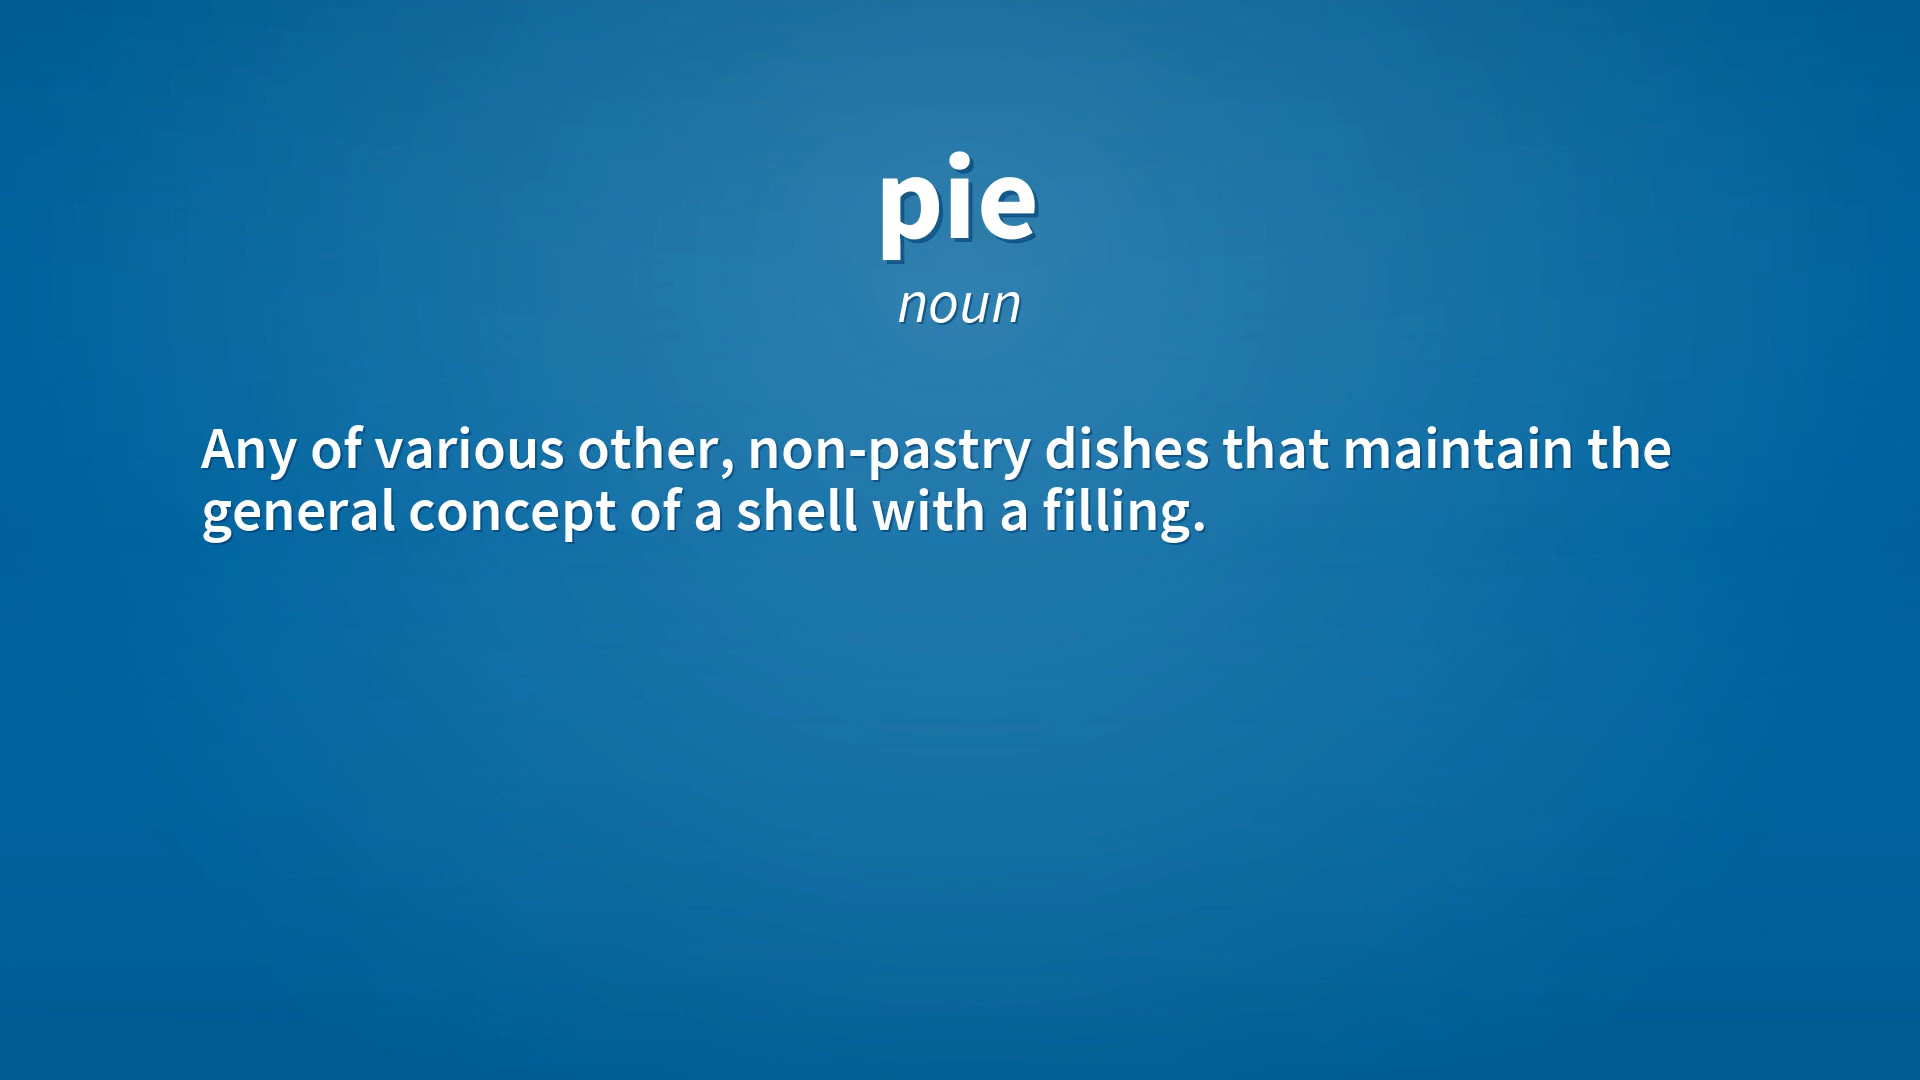 pie
noun
Any of various other, non-pastry dishes that maintain the
general concept of a shell with a filling.